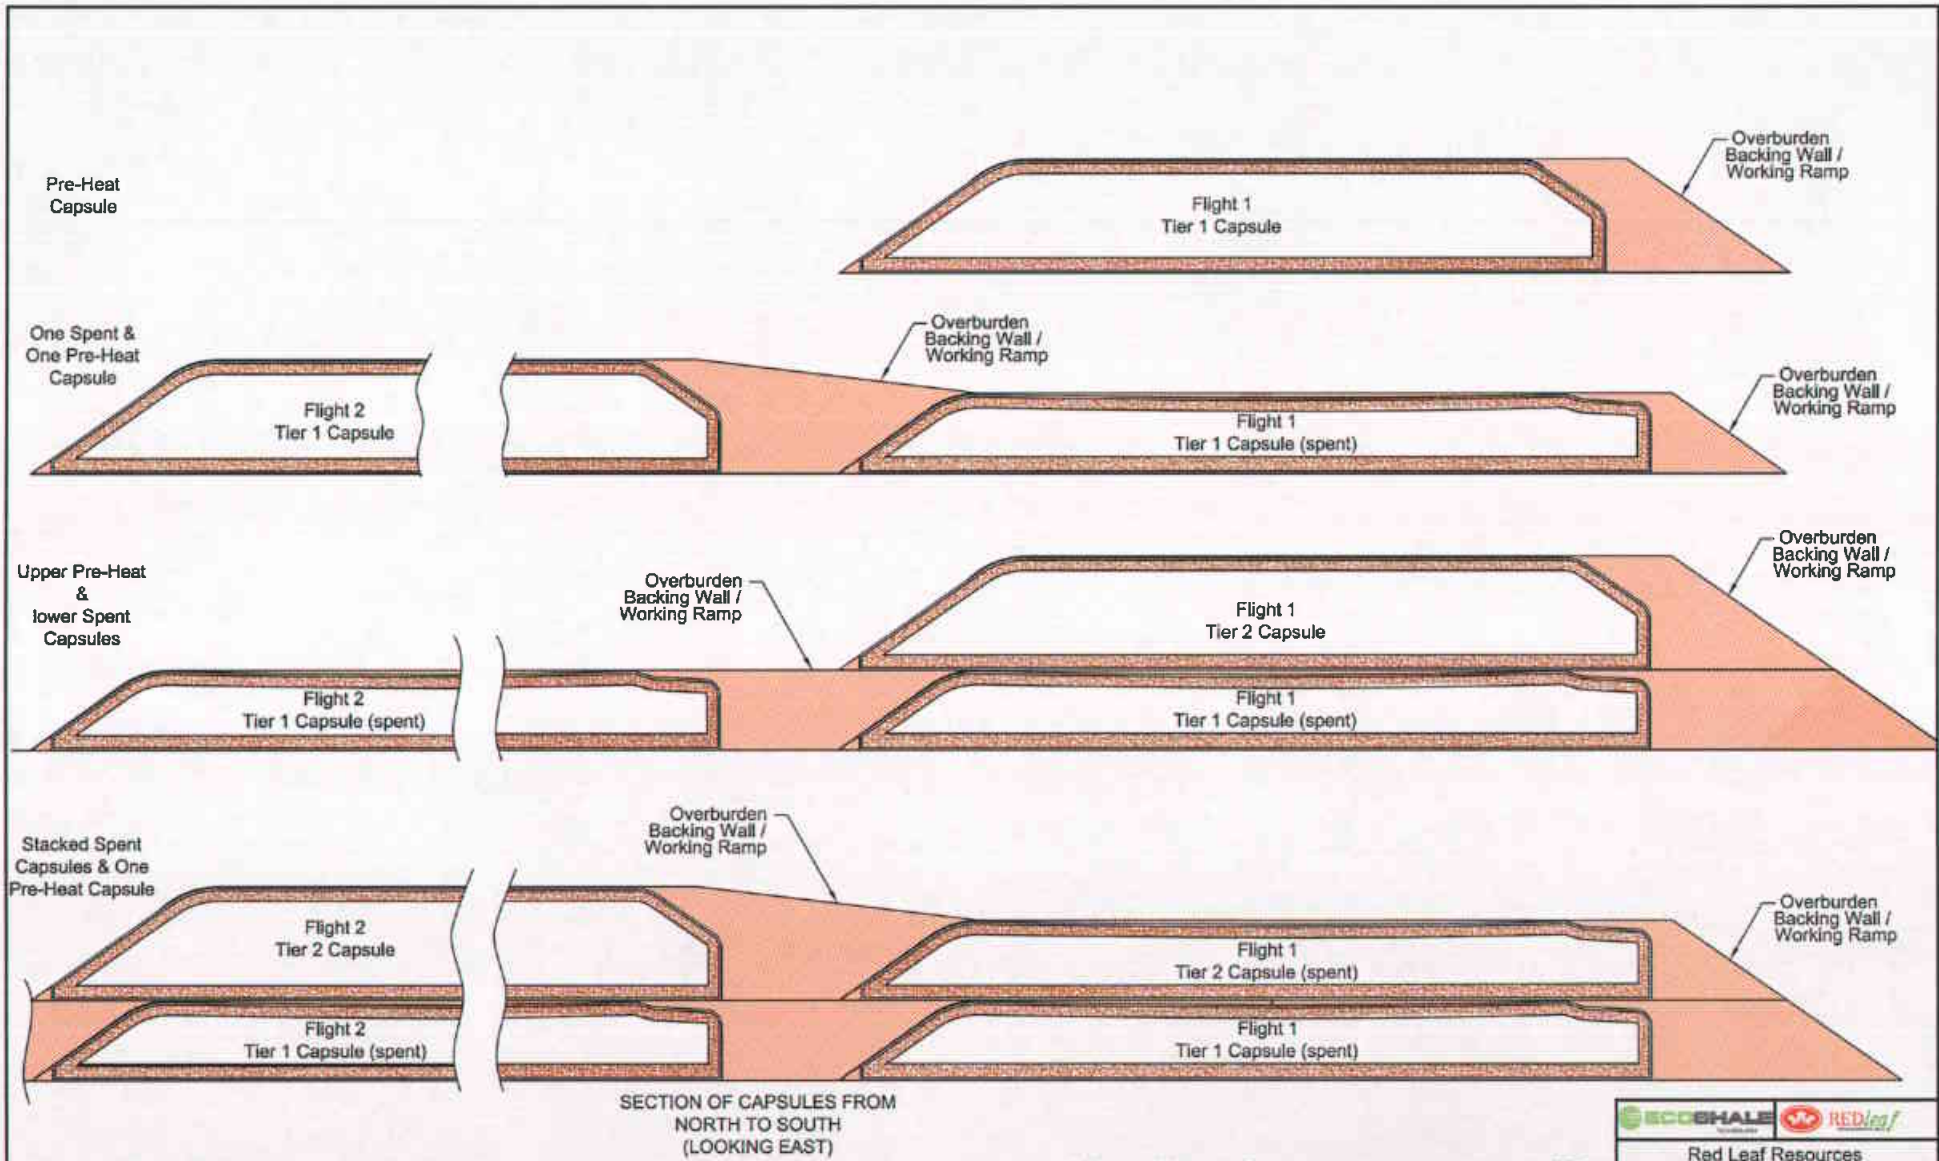 Pre-Heat
Capsule
Flight 1
Tier 1 Capsule
Overburden
Backing Wall /
Working Ramp
One Spent &
One Pre-Heat
Capsule
Flight 2
Tier 1 Capsule
Overburden
Backing Wall /
Working Ramp
Flight 1
Tier 1 Capsule (spent)
Overburden
Backing Wall /
Working Ramp
Upper Pre-Heat
&
lower Spent
Capsules
Overburden
Backing Wall /
Working Ramp
Flight 1
Tier 2 Capsule
Overburden
Backing Wall /
Working Ramp
Flight 2
Tier 1 Capsule (spent)
Flight 1
Tier 1 Capsule (spent)
Stacked Spent
Capsules & One
Pre-Heat Capsule
Overburden
Backing Wall /
Working Ramp
Flight 2
Tier 2 Capsule
Flight 1
Tier 2 Capsule (spent)
Overburden
Backing Wall /
Working Ramp
Flight 2
Tier 1 Capsule (spent)
Flight 1
Tier 1 Capsule (spent)
SECTION OF CAPSULES FROM
NORTH TO SOUTH
(LOOKING EAST)
ECOSHALE
REDleaf
Red Leaf Resources